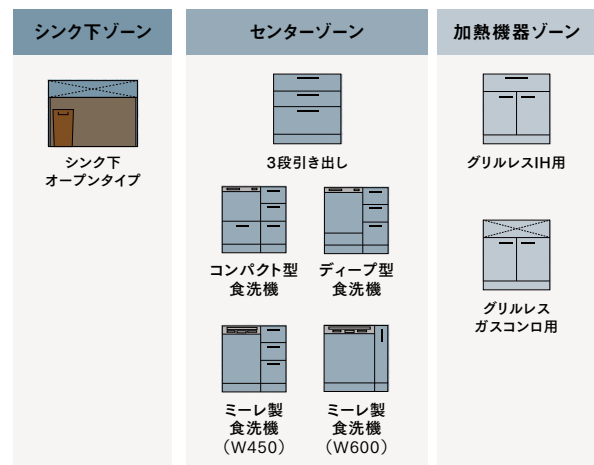 シンク下ゾーン
シンク下
オープンタイプ
センターゾーン
3段引き出し
コンパクト型
食洗機
ディープ型
食洗機
ミーレ製
食洗機
（W450）
ミーレ製
食洗機
（W600）
加熱機器ゾーン
グリルレスIH用
グリルレス
ガスコンロ用